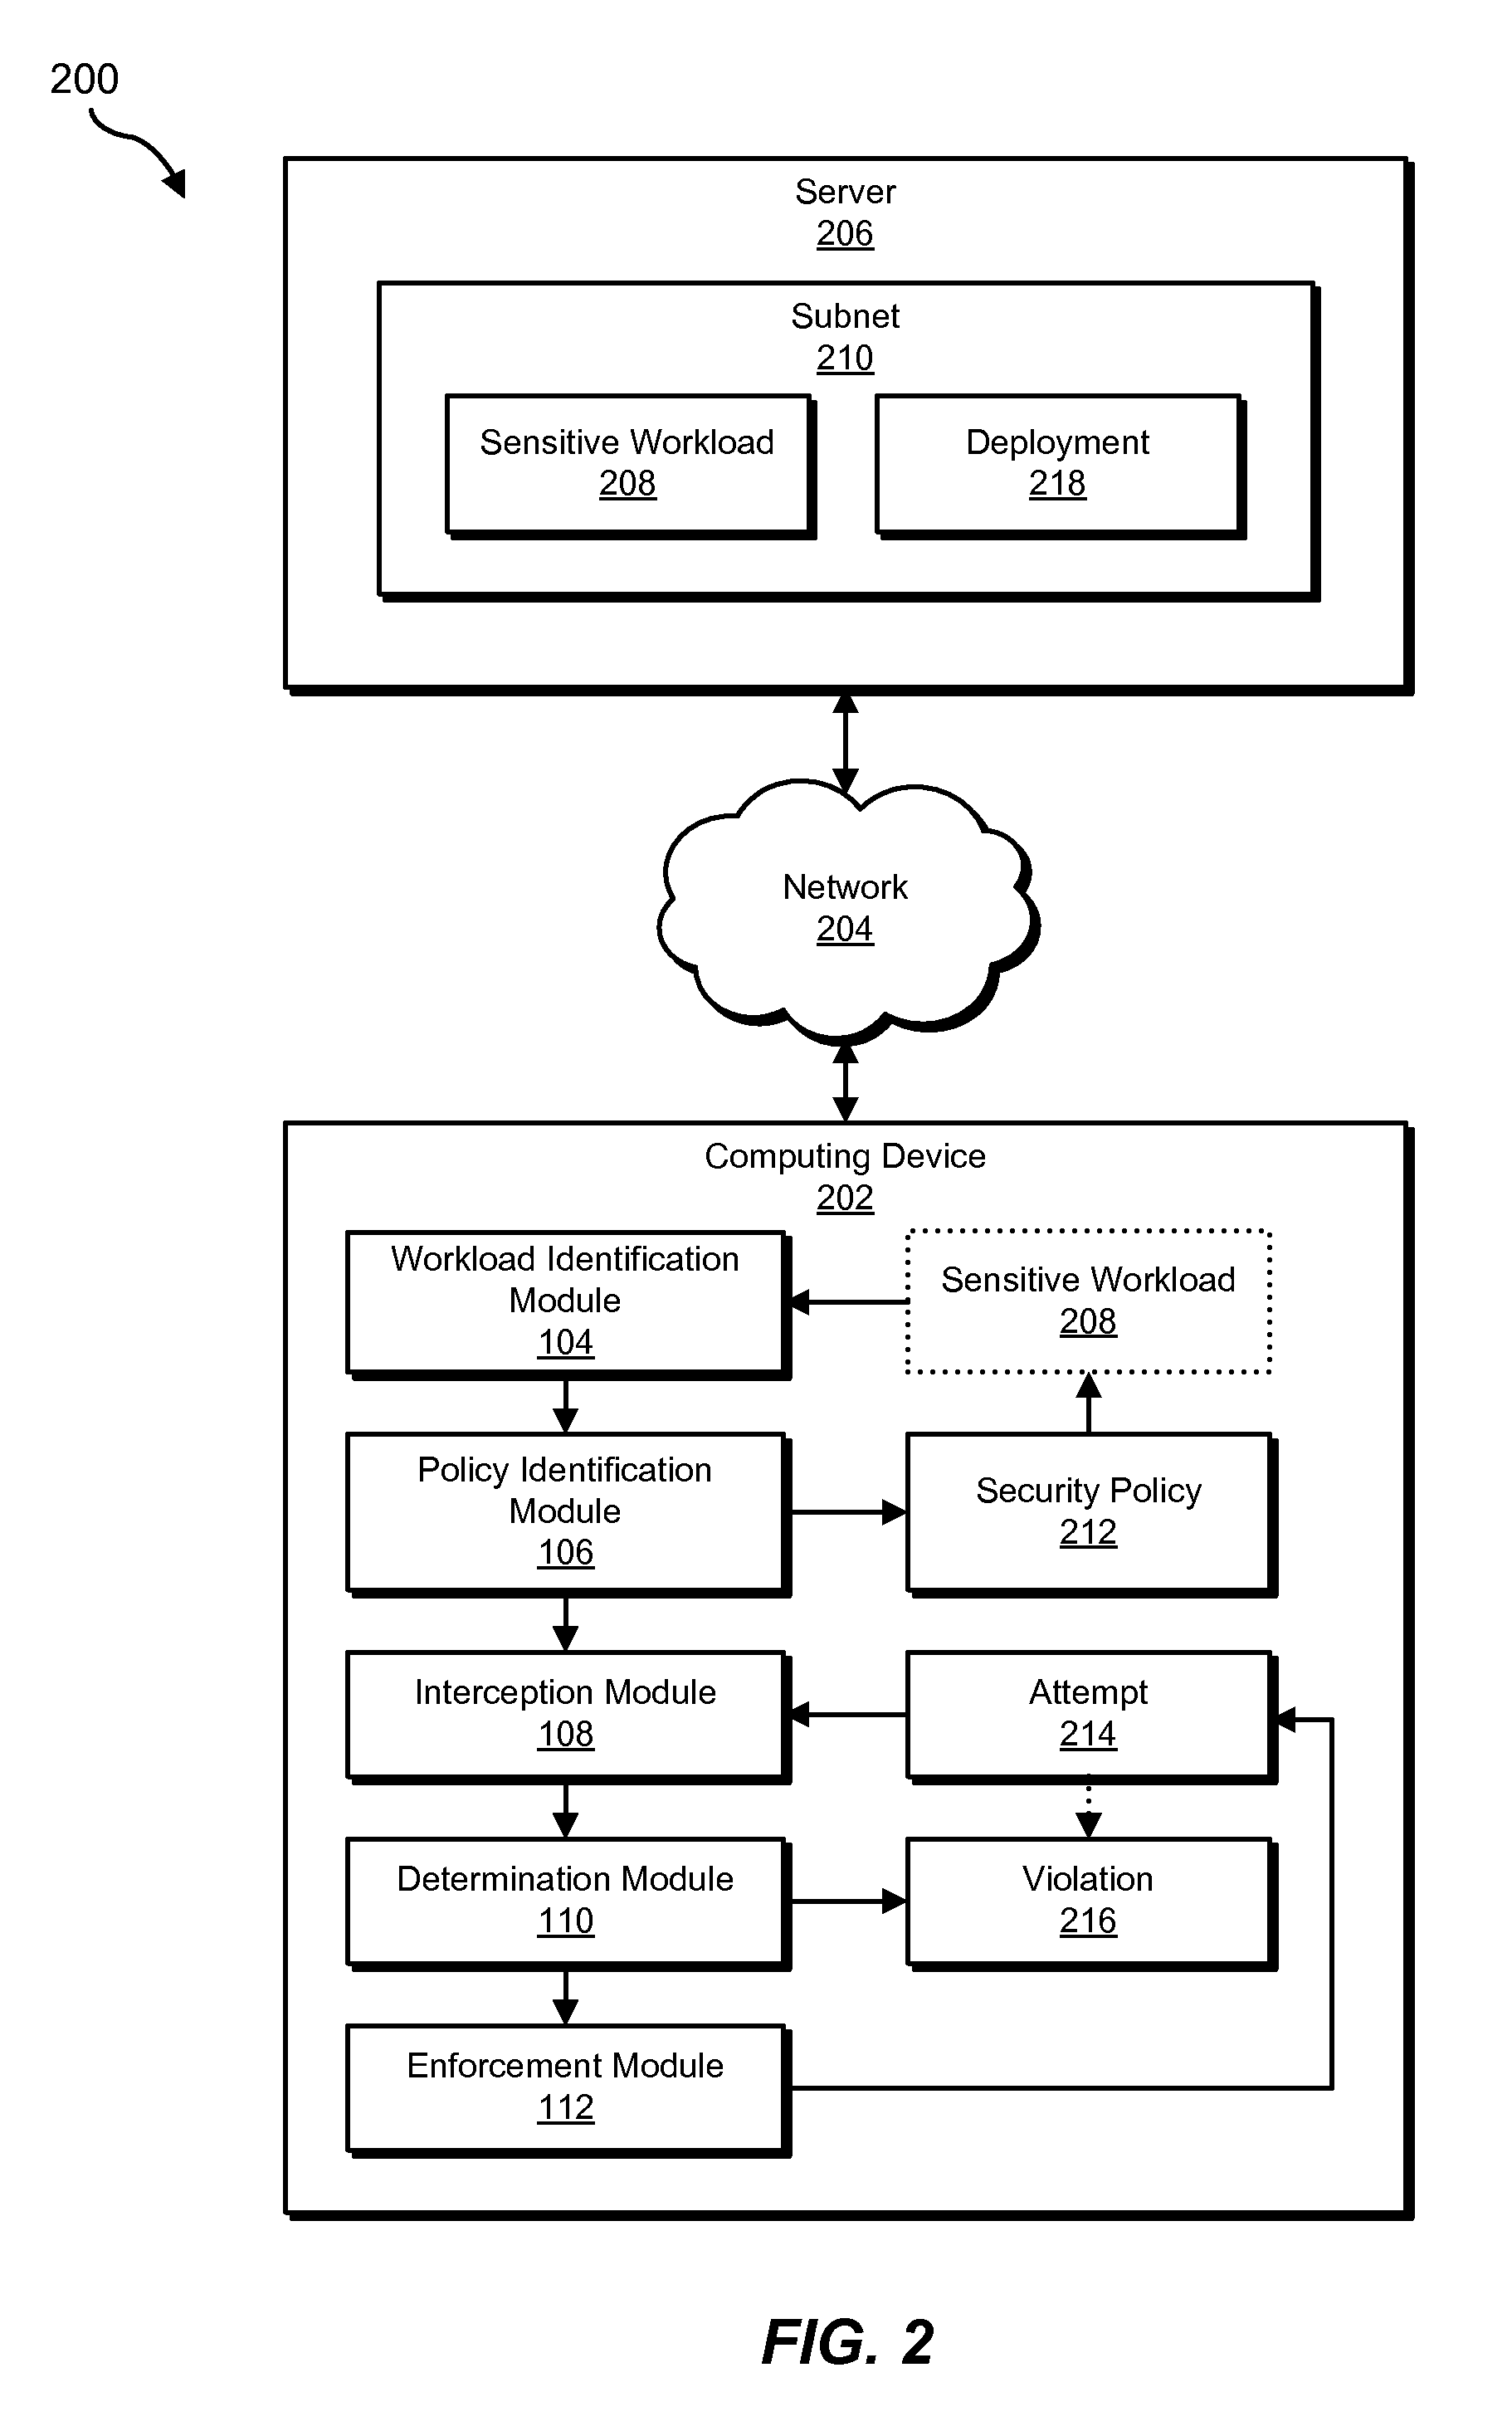 200
Server
206
Subnet
210
Sensitive Workload
208
Deployment
218
Network
204
Computing Device
202
Workload Identification
Module
104
Sensitive Workload
208
Policy Identification
Module
106
Security Policy
212
Interception Module
108
Attempt
214
Determination Module
110
Violation
216
Enforcement Module
112
FIG. 2